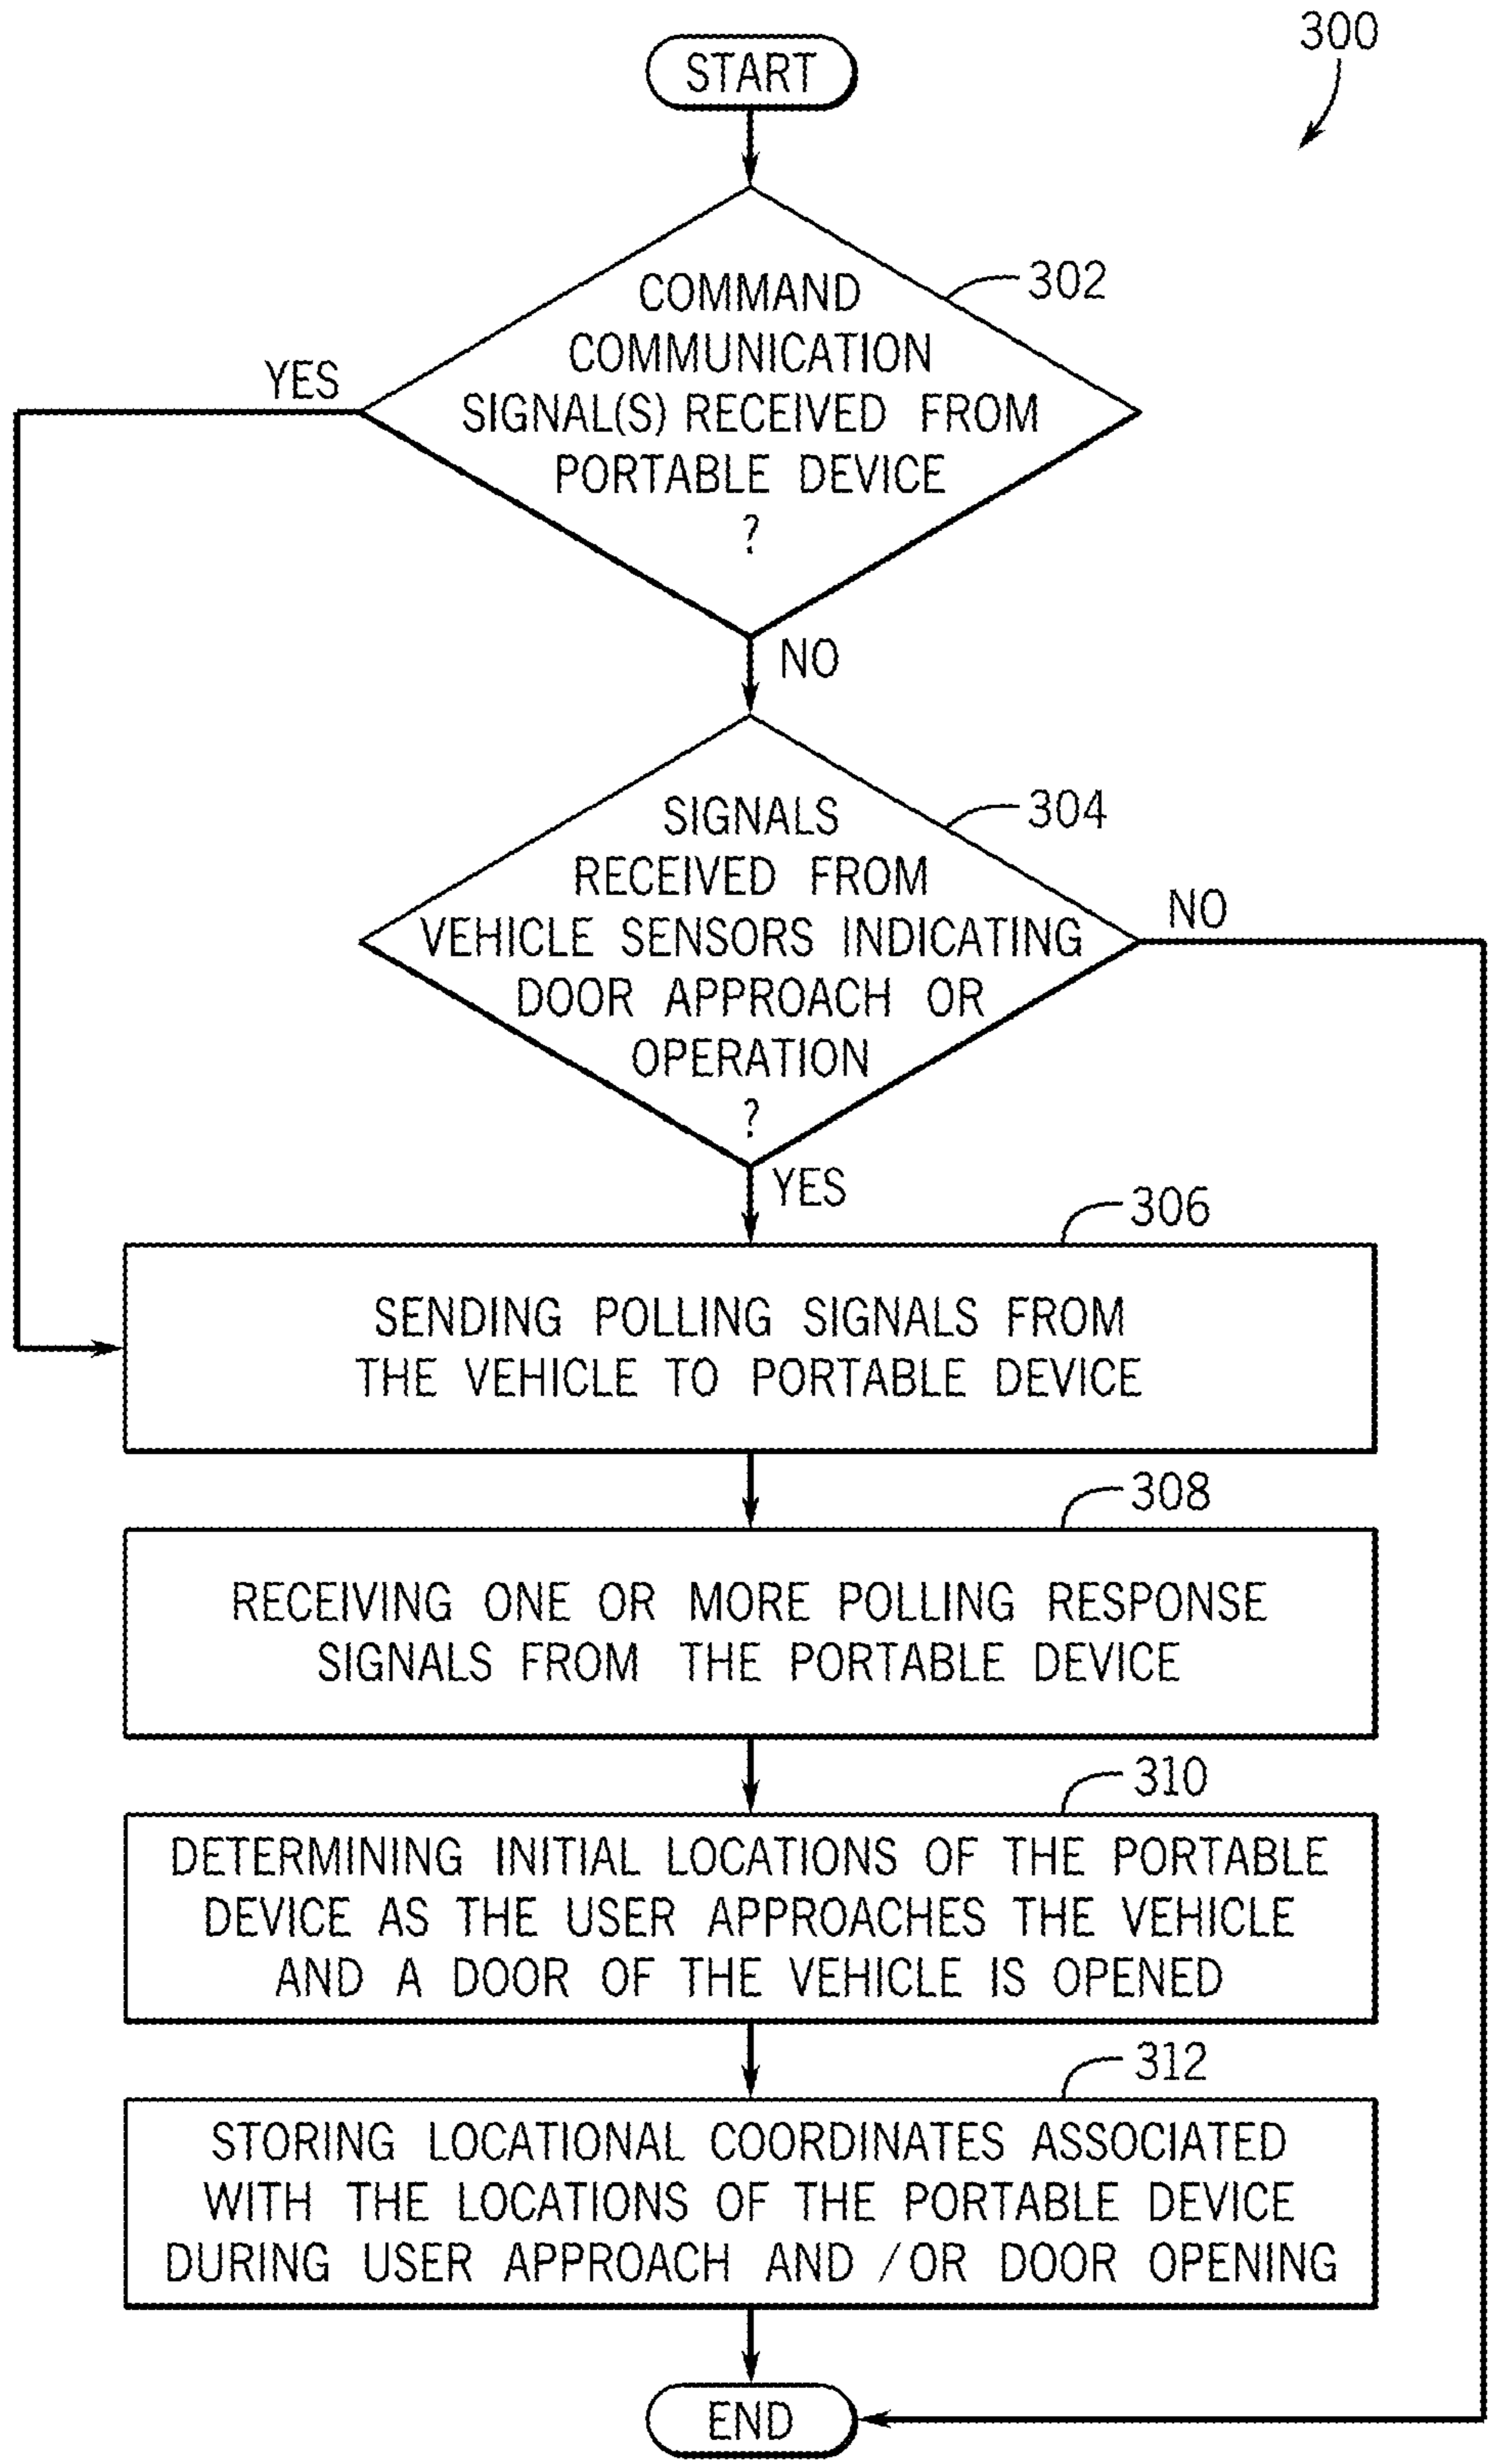 300
START
COMMAND
COMMUNICATION
SIGNAL(S) RECEIVED FROM
PORTABLE DEVICE
?
302
YES
NO
SIGNALS
RECEIVED FROM
VEHICLE SENSORS INDICATING
DOOR APPROACH OR
OPERATION
?
304
NO
YES
306
SENDING POLLING SIGNALS FROM
THE VEHICLE TO PORTABLE DEVICE
308
RECEIVING ONE OR MORE POLLING RESPONSE
SIGNALS FROM THE PORTABLE DEVICE
310
DETERMINING INITIAL LOCATIONS OF THE PORTABLE
DEVICE AS THE USER APPROACHES THE VEHICLE
AND A DOOR OF THE VEHICLE IS OPENED
312
STORING LOCATIONAL COORDINATES ASSOCIATED
WITH THE LOCATIONS OF THE PORTABLE DEVICE
DURING USER APPROACH AND /OR DOOR OPENING
END